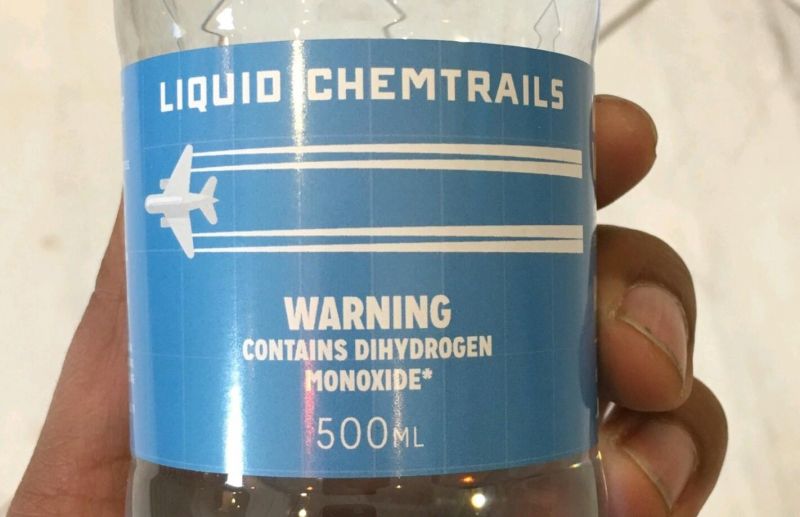 LIQUID CHEMTRAILS
WARNING
CONTAINS DIHYDROGEN
MONOXIDE*
500ML